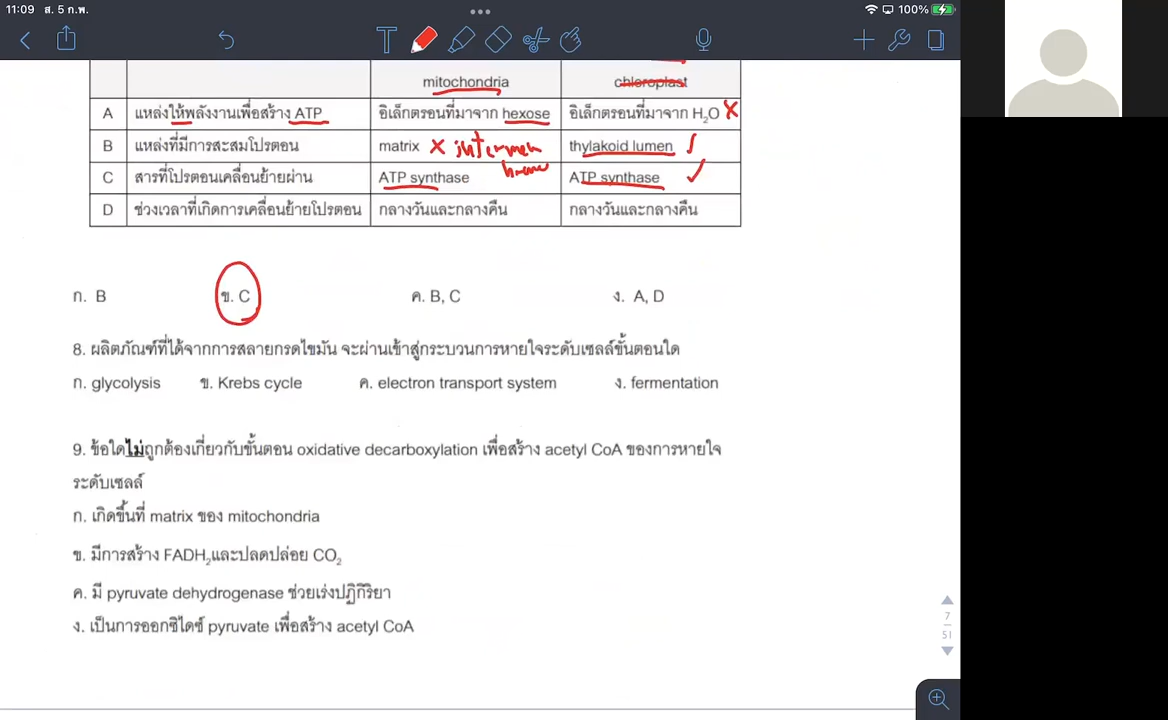 11:09 ส. 5 ก.พ.
100%
mitochondria chloroplast
A แหล่งให้พลังงานเพื่อสร้าง ATP อิเล็กตรอนที่มาจาก hexose อิเล็กตรอนที่มาจาก H₂O X
B แหล่งที่มีการสะสมโปรตอน matrix X thylakoid lumen ✓
C สารที่โปรตอนเคลื่อนย้ายผ่าน ATP synthase ATP synthase ✓
D ช่วงเวลาที่เกิดการเคลื่อนย้ายโปรตอน กลางวันและกลางคืน กลางวันและกลางคืน
ก. B ข. C ค. B, C ง. A, D
8. ผลิตภัณฑ์ที่ได้จากการสลายกรดไขมัน จะผ่านเข้าสู่กระบวนการหายใจระดับเซลล์ขั้นตอนใด
ก. glycolysis ข. Krebs cycle ค. electron transport system ง. fermentation
9. ข้อใดไม่ถูกต้องเกี่ยวกับขั้นตอน oxidative decarboxylation เพื่อสร้าง acetyl CoA ของการหายใจ
ระดับเซลล์
ก. เกิดขึ้นที่ matrix ของ mitochondria
ข. มีการสร้าง FADH₂และปลดปล่อย CO₂
ค. มี pyruvate dehydrogenase ช่วยเร่งปฏิกิริยา
ง. เป็นการออกซิไดซ์ pyruvate เพื่อสร้าง acetyl CoA
7
51